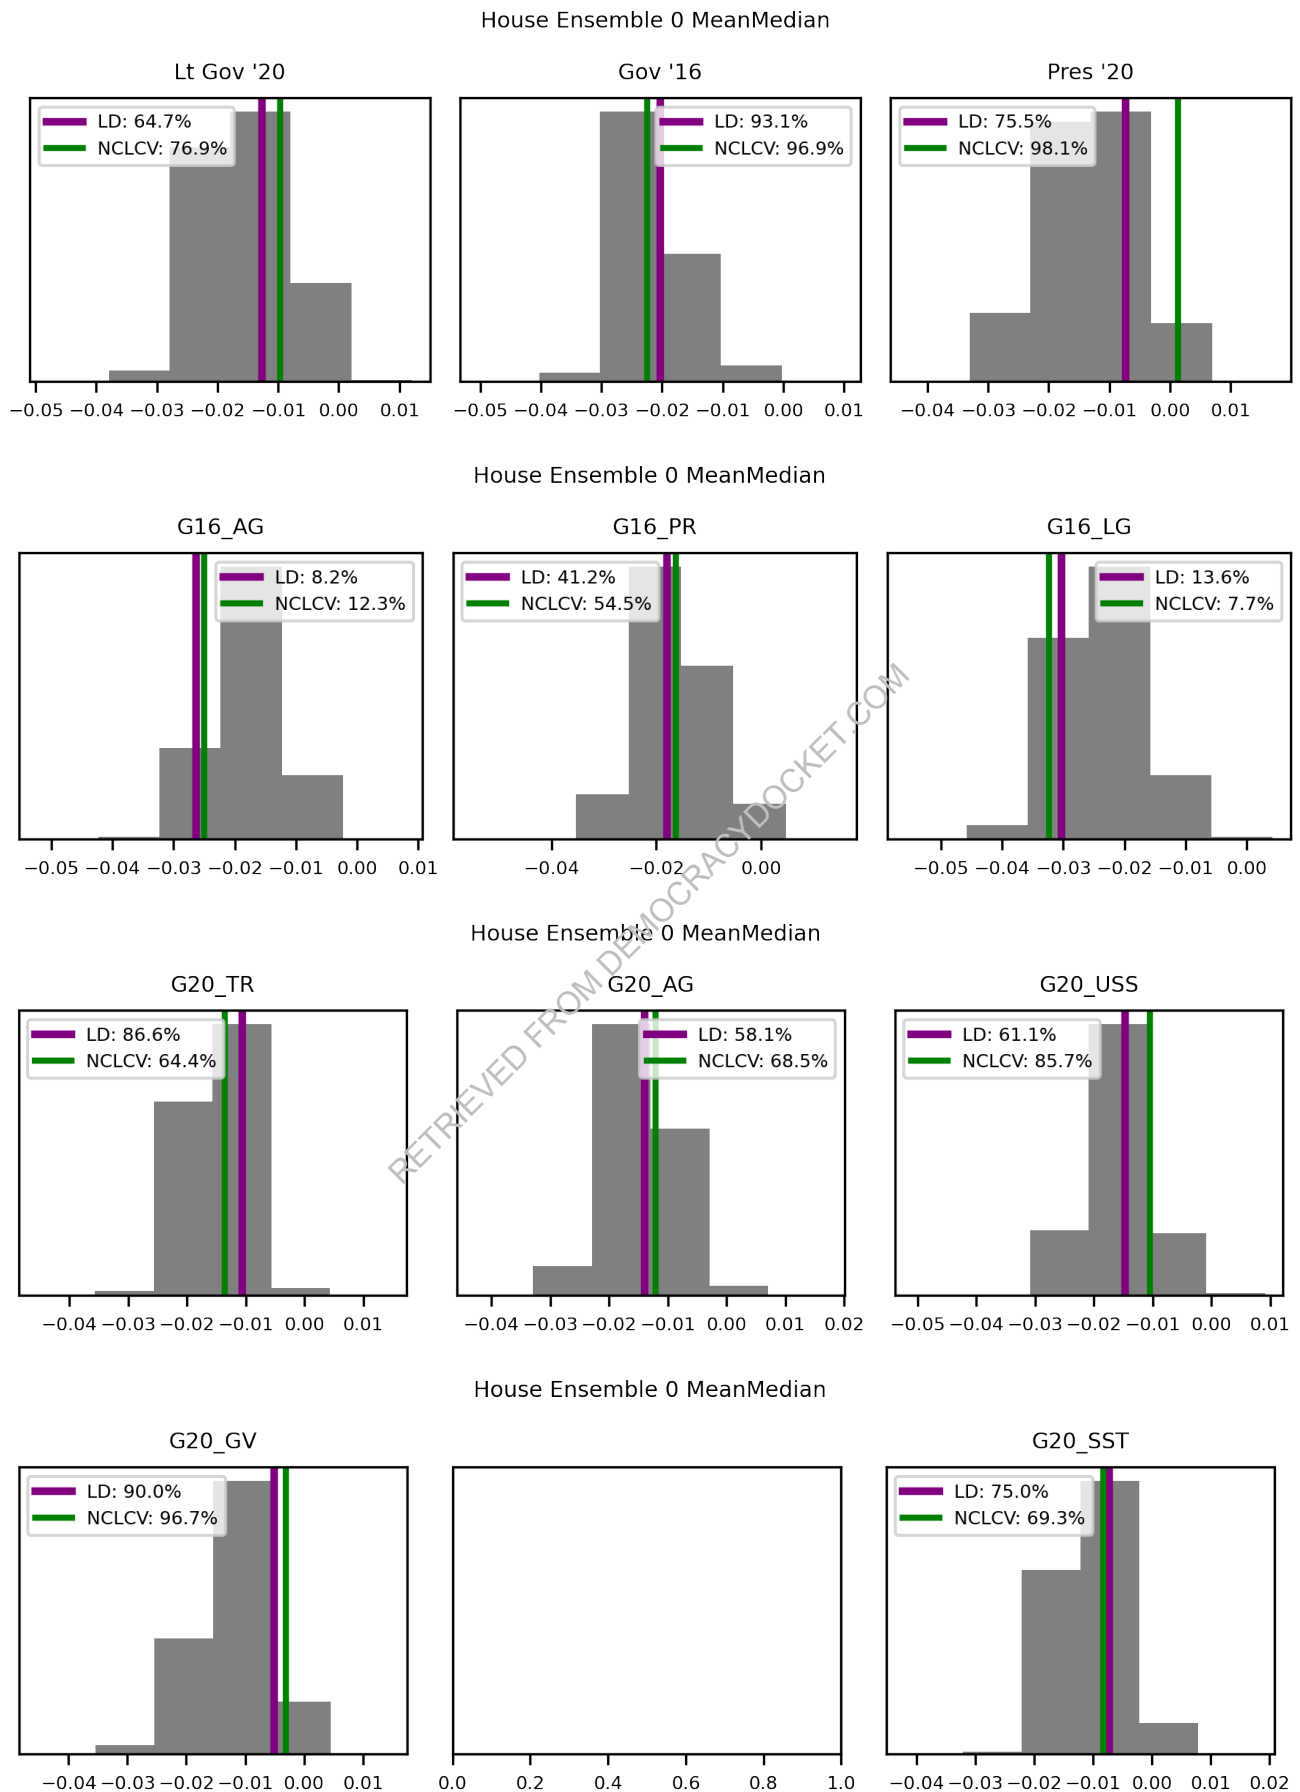 House Ensemble 0 MeanMedian
Lt Gov '20
Gov '16
Pres '20
LD: 64.7%
NCLCV: 76.9%
LD: 93.1%
NCLCV: 96.9%
LD: 75.5%
NCLCV: 98.1%
−0.05 −0.04 −0.03 −0.02 −0.01 0.00 0.01
−0.05 −0.04 −0.03 −0.02 −0.01 0.00 0.01
−0.04 −0.03 −0.02 −0.01 0.00 0.01
House Ensemble 0 MeanMedian
G16_AG
G16_PR
G16_LG
LD: 8.2%
NCLCV: 12.3%
LD: 41.2%
NCLCV: 54.5%
LD: 13.6%
NCLCV: 7.7%
−0.05 −0.04 −0.03 −0.02 −0.01 0.00 0.01
−0.04 −0.02 0.00
−0.05 −0.04 −0.03 −0.02 −0.01 0.00
RETRIEVED FROM DEMOCRACYDOCKET.COM
House Ensemble 0 MeanMedian
G20_TR
G20_AG
G20_USS
LD: 86.6%
NCLCV: 64.4%
LD: 58.1%
NCLCV: 68.5%
LD: 61.1%
NCLCV: 85.7%
−0.04 −0.03 −0.02 −0.01 0.00 0.01
−0.04 −0.03 −0.02 −0.01 0.00 0.01 0.02
−0.05 −0.04 −0.03 −0.02 −0.01 0.00 0.01
House Ensemble 0 MeanMedian
G20_GV
G20_SST
LD: 90.0%
NCLCV: 96.7%
LD: 75.0%
NCLCV: 69.3%
−0.04 −0.03 −0.02 −0.01 0.00 0.01
0.0 0.2 0.4 0.6 0.8 1.0
−0.04 −0.03 −0.02 −0.01 0.00 0.01 0.02